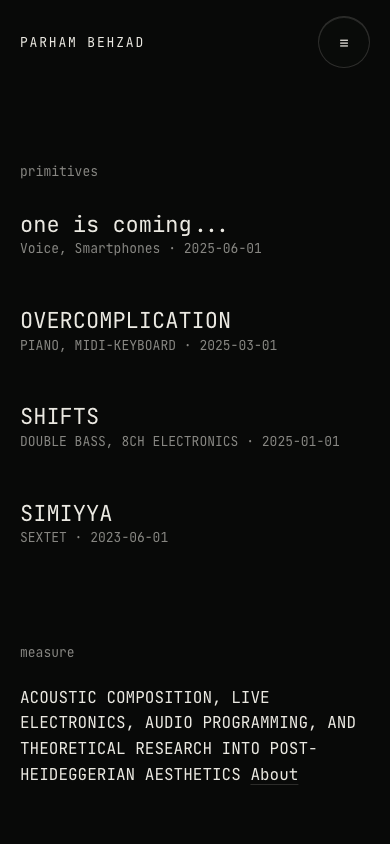 PARHAM BEHZAD
primitives
one is coming...
Voice, Smartphones · 2025-06-01
OVERCOMPLICATION
PIANO, MIDI-KEYBOARD · 2025-03-01
SHIFTS
DOUBLE BASS, 8CH ELECTRONICS · 2025-01-01
SIMIYYA
SEXTET · 2023-06-01
measure
ACOUSTIC COMPOSITION, LIVE
ELECTRONICS, AUDIO PROGRAMMING, AND
THEORETICAL RESEARCH INTO POST-
HEIDEGGERIAN AESTHETICS About